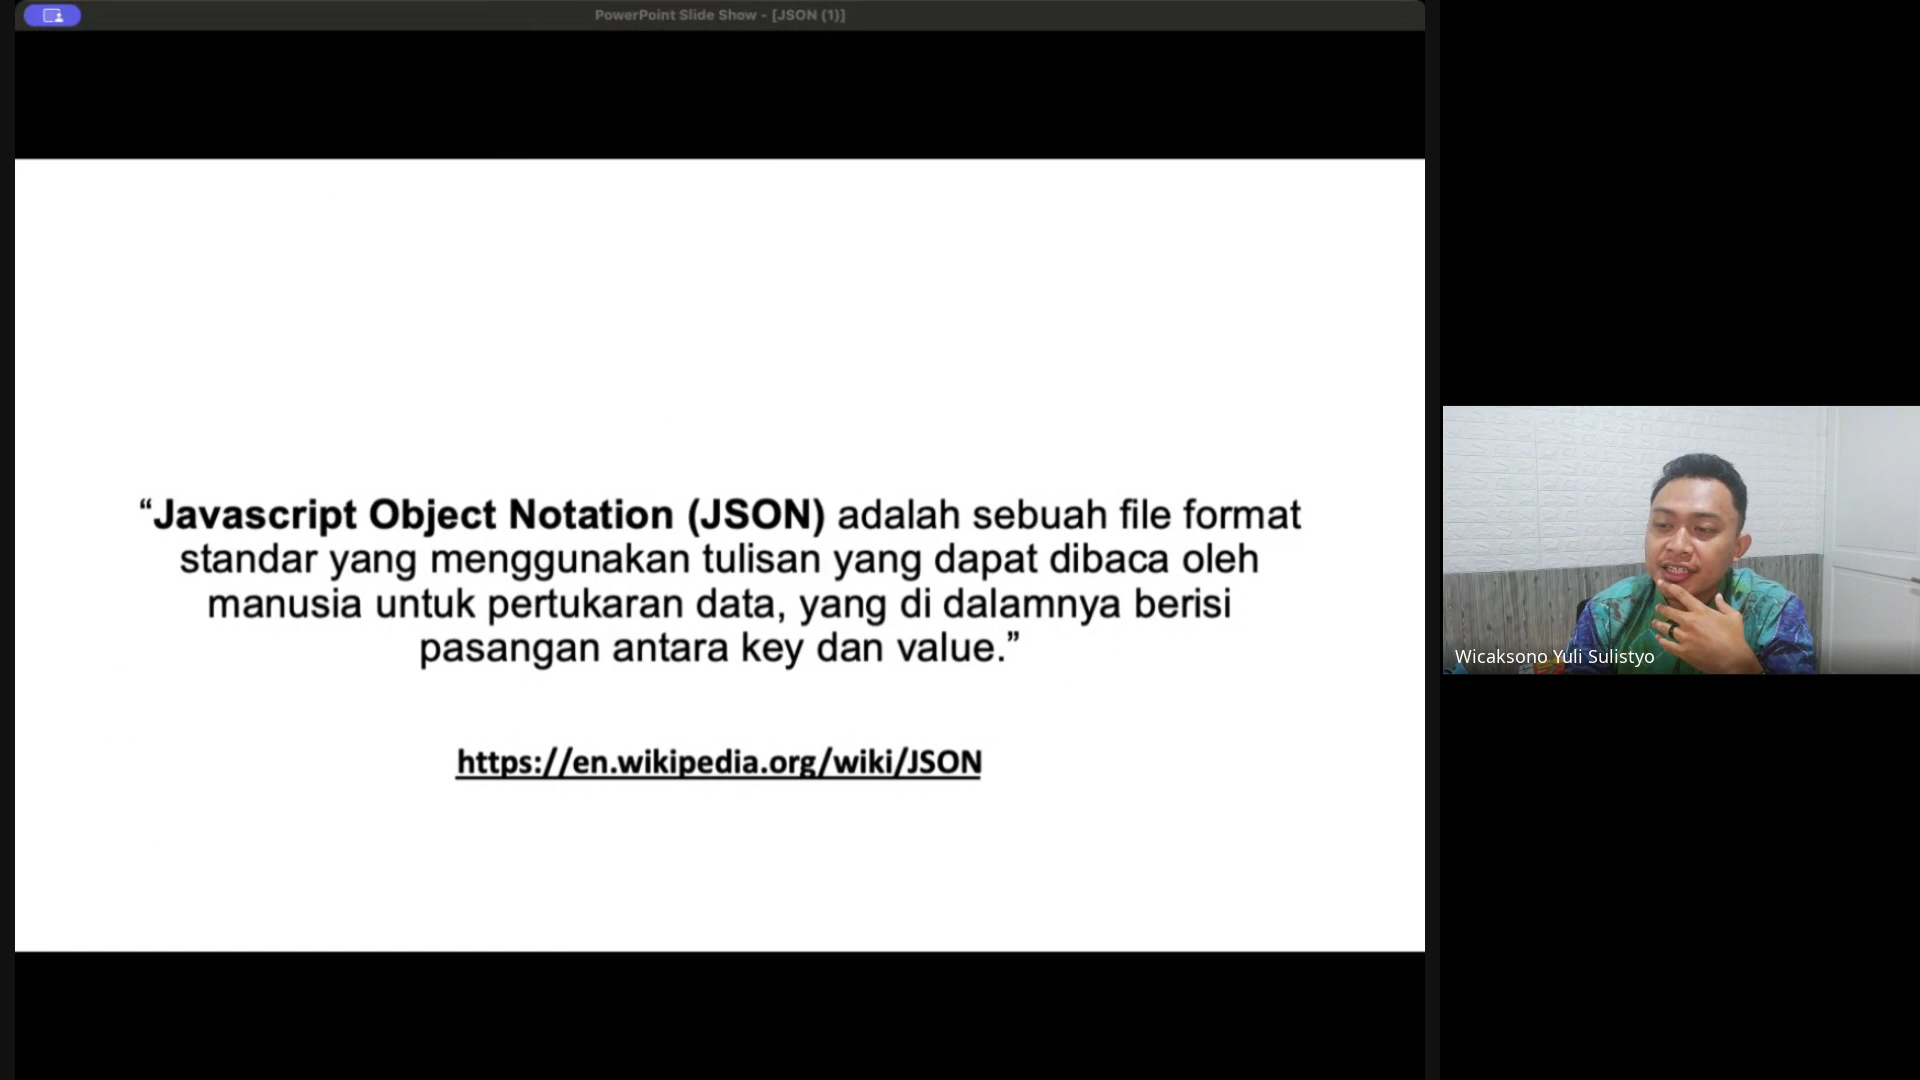 PowerPoint Slide Show - [JSON (1)]
“Javascript Object Notation (JSON) adalah sebuah file format
standar yang menggunakan tulisan yang dapat dibaca oleh
manusia untuk pertukaran data, yang di dalamnya berisi
pasangan antara key dan value.”
https://en.wikipedia.org/wiki/JSON
Wicaksono Yuli Sulistyo